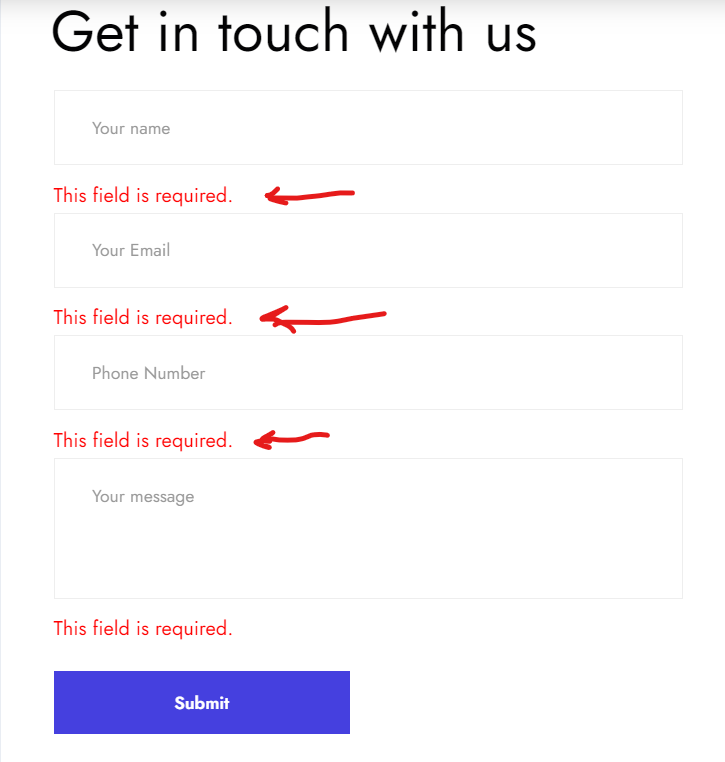 Get in touch with us
Your name
This field is required.
Your Email
This field is required.
Phone Number
This field is required.
Your message
This field is required.
Submit